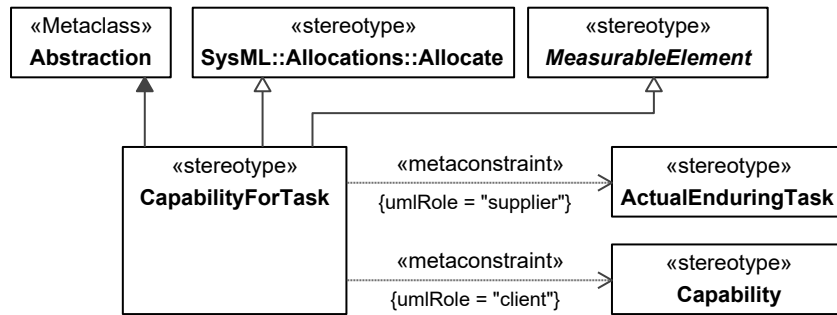 «Metaclass»
Abstraction
«stereotype»
SysML::Allocations::Allocate
«stereotype»
MeasurableElement
«stereotype»
CapabilityForTask
«metaconstraint»
{umlRole = "supplier"}
«stereotype»
ActualEnduringTask
«metaconstraint»
{umlRole = "client"}
«stereotype»
Capability